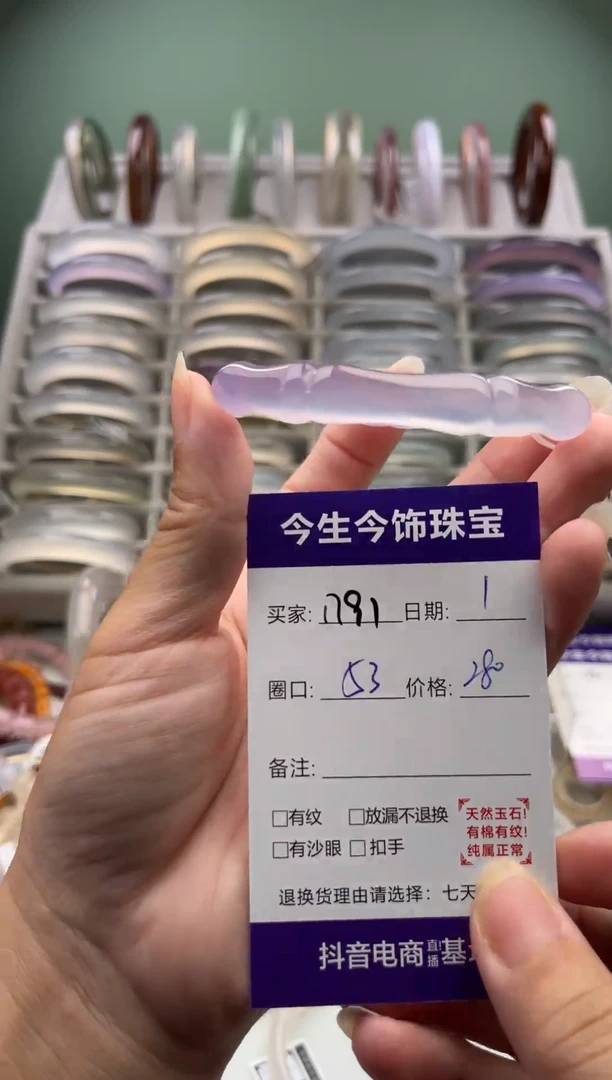 今生今饰珠宝
买家: 1791 日期: 1
圈口: 53 价格: 280
备注:
□有纹 □放漏不退换
□有沙眼 □扣手
天然玉石!
有棉有纹!
纯属正常
退换货理由请选择：七天
抖音电商直播基